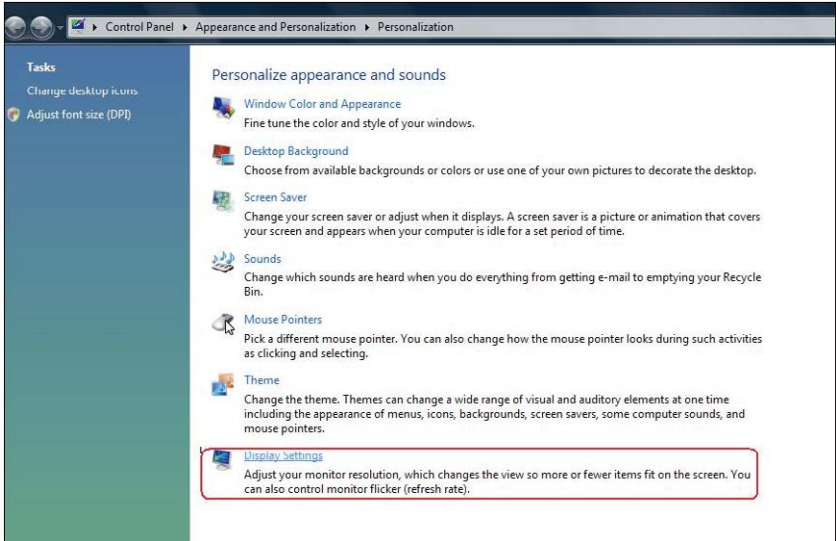 Control Panel ▸ Appearance and Personalization ▸ Personalization
Tasks
Change desktop icons
Adjust font size (DPI)
Personalize appearance and sounds
Window Color and Appearance
Fine tune the color and style of your windows.
Desktop Background
Choose from available backgrounds or colors or use one of your own pictures to decorate the desktop.
Screen Saver
Change your screen saver or adjust when it displays. A screen saver is a picture or animation that covers
your screen and appears when your computer is idle for a set period of time.
Sounds
Change which sounds are heard when you do everything from getting e-mail to emptying your Recycle
Bin.
Mouse Pointers
Pick a different mouse pointer. You can also change how the mouse pointer looks during such activities
as clicking and selecting.
Theme
Change the theme. Themes can change a wide range of visual and auditory elements at one time
including the appearance of menus, icons, backgrounds, screen savers, some computer sounds, and
mouse pointers.
Display Settings
Adjust your monitor resolution, which changes the view so more or fewer items fit on the screen. You
can also control monitor flicker (refresh rate).